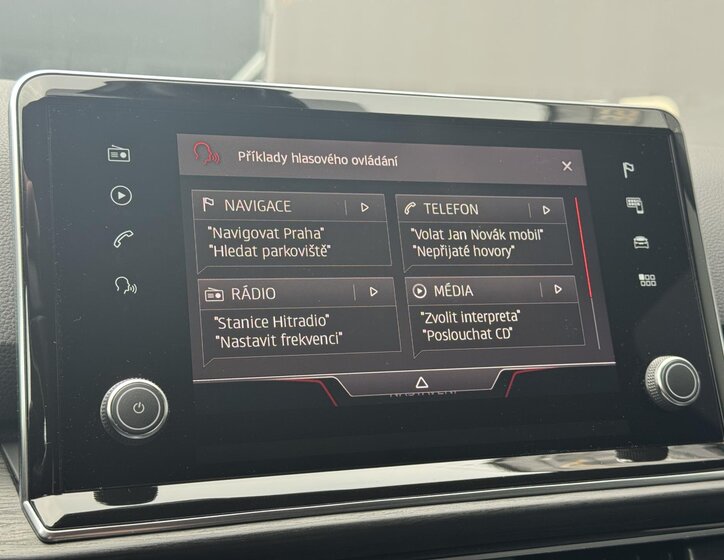 Příklady hlasového ovládání
NAVIGACE
"Navigovat Praha"
"Hledat parkoviště"
TELEFON
"Volat Jan Novák mobil"
"Nepřijaté hovory"
RÁDIO
"Stanice Hitradio"
"Nastavit frekvenci"
MÉDIA
"Zvolit interpreta"
"Poslouchat CD"